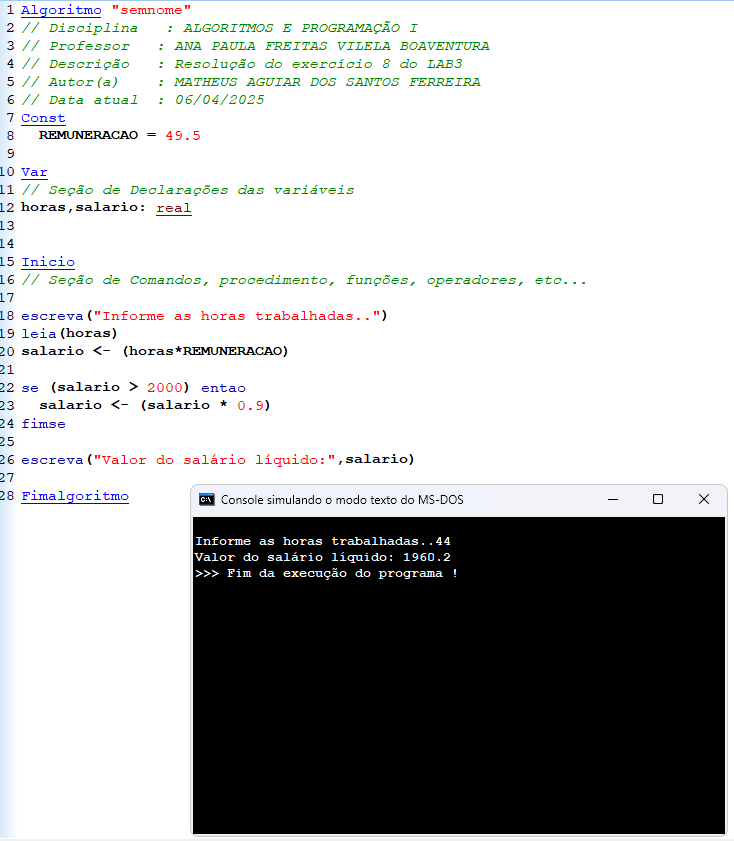 1 Algoritmo "semnome"
2 // Disciplina   : ALGORITMOS E PROGRAMAÇÃO I
3 // Professor   : ANA PAULA FREITAS VILELA BOAVENTURA
4 // Descrição   : Resolução do exercício 8 do LAB3
5 // Autor(a)    : MATHEUS AGUIAR DOS SANTOS FERREIRA
6 // Data atual  : 06/04/2025
7 Const
8   REMUNERACAO = 49.5
9
10 Var
11 // Seção de Declarações das variáveis
12 horas,salario: real
13
14
15 Inicio
16 // Seção de Comandos, procedimento, funções, operadores, etc...
17
18 escreva("Informe as horas trabalhadas..")
19 leia(horas)
20 salario <- (horas*REMUNERACAO)
21
22 se (salario > 2000) entao
23   salario <- (salario * 0.9)
24 fimse
25
26 escreva("Valor do salário líquido:",salario)
27
28 Fimalgoritmo
C:\ Console simulando o modo texto do MS-DOS
Informe as horas trabalhadas..44
Valor do salário líquido: 1960.2
>>> Fim da execução do programa !